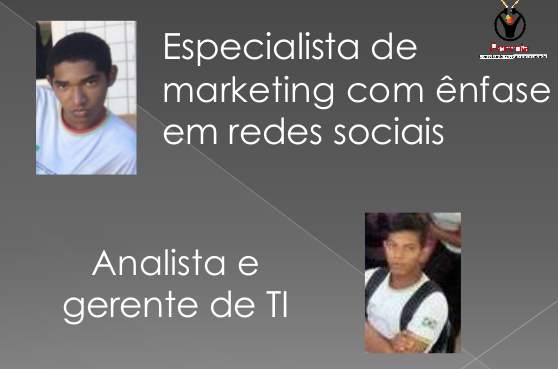 Especialista de
marketing com ênfase
em redes sociais
Analista e
gerente de TI